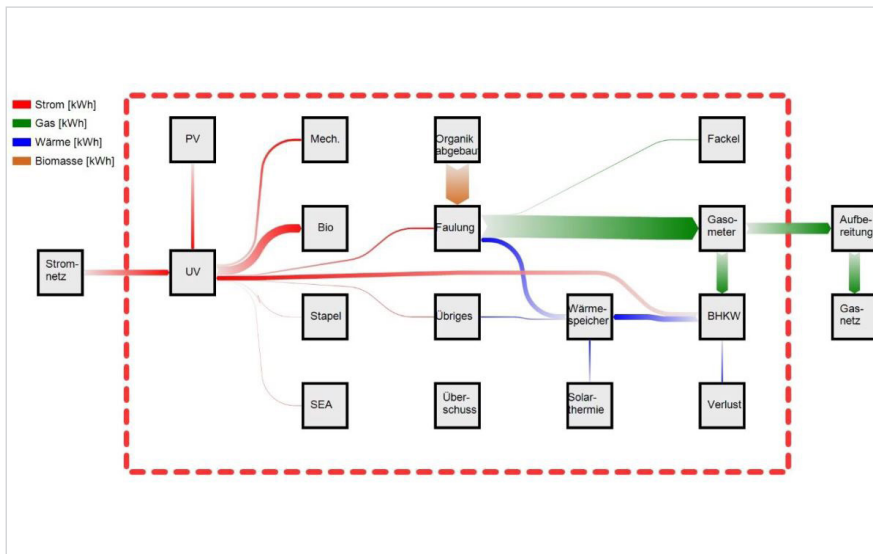 Strom [kWh]
Gas [kWh]
Wärme [kWh]
Biomasse [kWh]
PV
Mech.
Organik
abgebaut
Fackel
Bio
Faulung
Gaso-
meter
Aufbe-
reitung
Strom-
netz
UV
Stapel
Übriges
Wärme-
speicher
BHKW
Gas-
netz
SEA
Über-
schuss
Solar-
thermie
Verlust